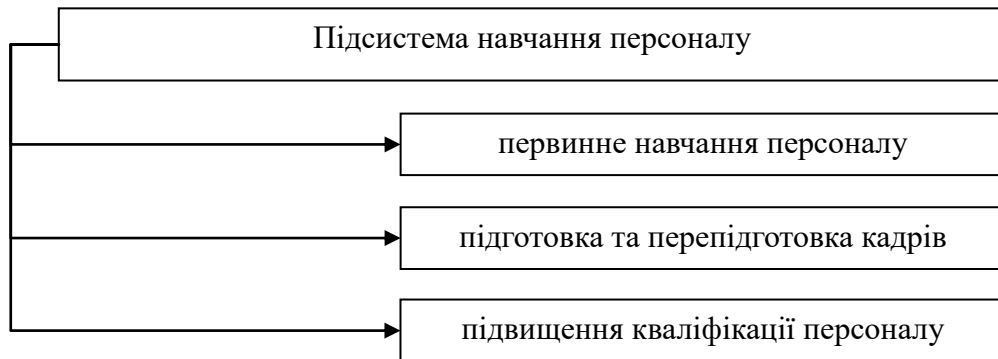 Підсистема навчання персоналу
первинне навчання персоналу
підготовка та перепідготовка кадрів
підвищення кваліфікації персоналу